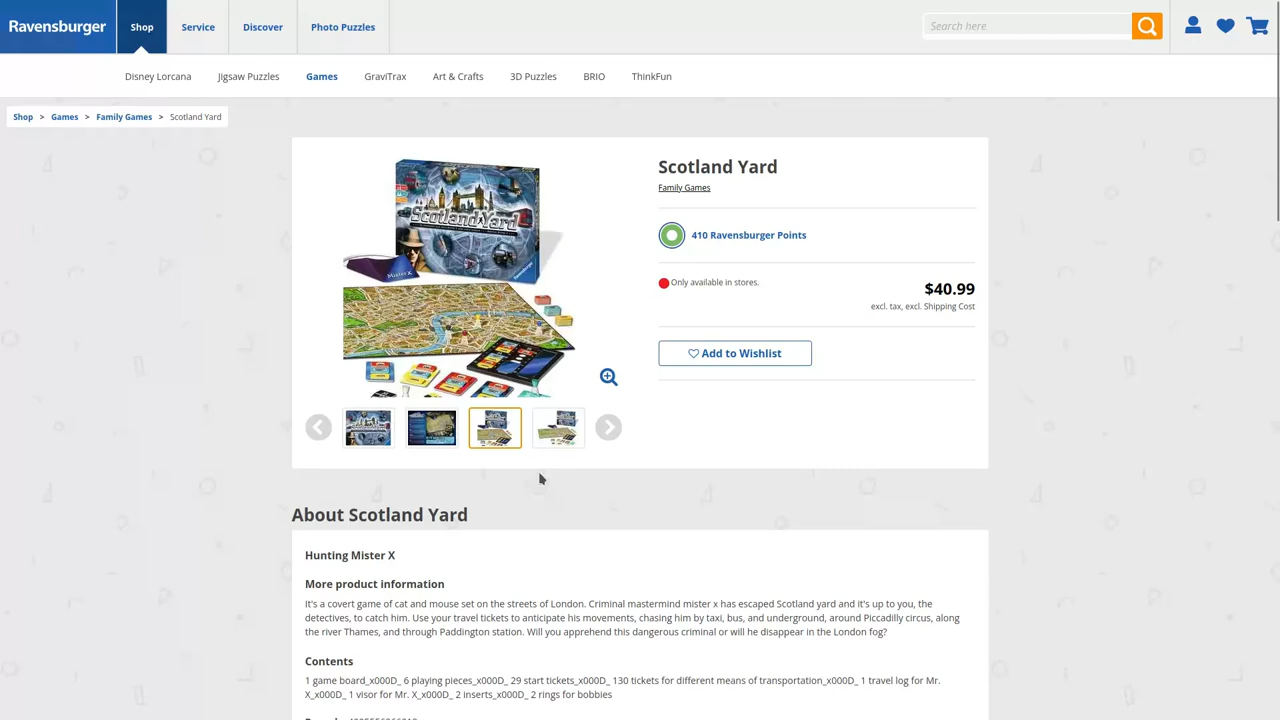 Ravensburger
Shop
Service
Discover
Photo Puzzles
Search here
Disney Lorcana
Jigsaw Puzzles
Games
GraviTrax
Art & Crafts
3D Puzzles
BRIO
ThinkFun
Shop > Games > Family Games > Scotland Yard
Scotland Yard
Mister X
Ravensburger
Scotland Yard
Family Games
410 Ravensburger Points
Only available in stores.
$40.99
excl. tax, excl. Shipping Cost
Add to Wishlist
About Scotland Yard
Hunting Mister X
More product information
It's a covert game of cat and mouse set on the streets of London. Criminal mastermind mister x has escaped Scotland yard and it's up to you, the
detectives, to catch him. Use your travel tickets to anticipate his movements, chasing him by taxi, bus, and underground, around Piccadilly circus, along
the river Thames, and through Paddington station. Will you apprehend this dangerous criminal or will he disappear in the London fog?
Contents
1 game board_x000D_ 6 playing pieces_x000D_ 29 start tickets_x000D_ 130 tickets for different means of transportation_x000D_ 1 travel log for Mr.
X_x000D_ 1 visor for Mr. X_x000D_ 2 inserts_x000D_ 2 rings for bobbies